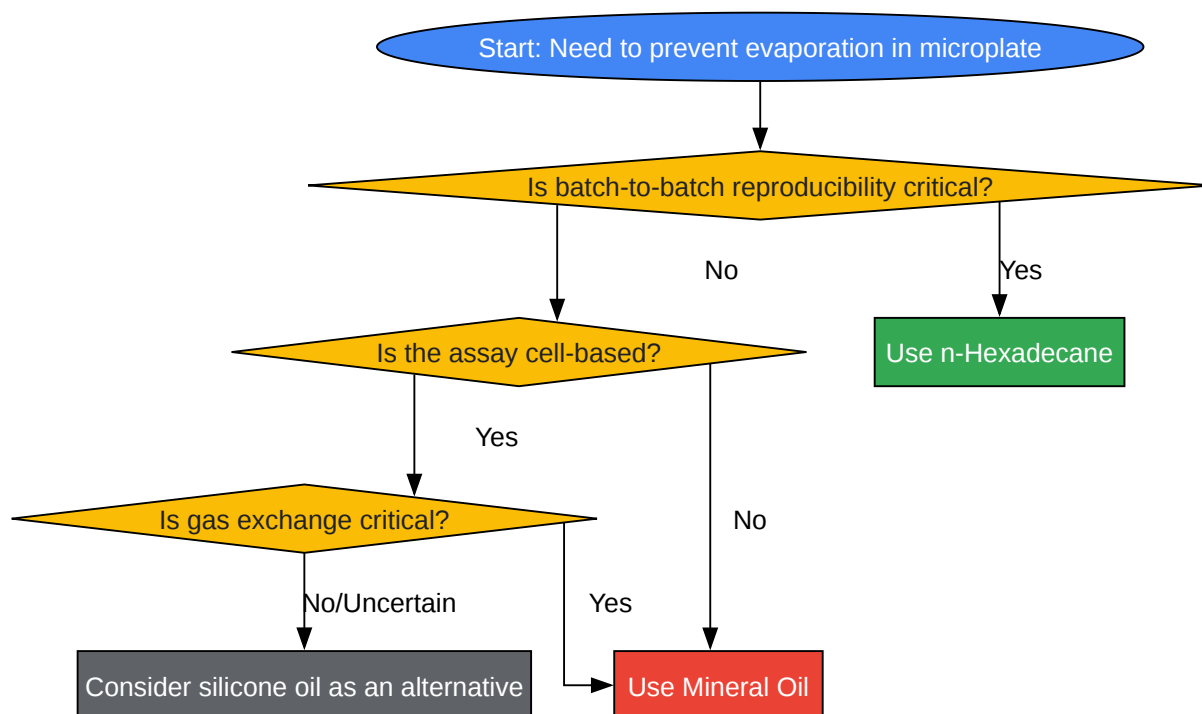 Start: Need to prevent evaporation in microplate
Is batch-to-batch reproducibility critical?
No
Yes
Is the assay cell-based?
Use n-Hexadecane
Yes
Is gas exchange critical?
No
No/Uncertain
Yes
Consider silicone oil as an alternative
Use Mineral Oil